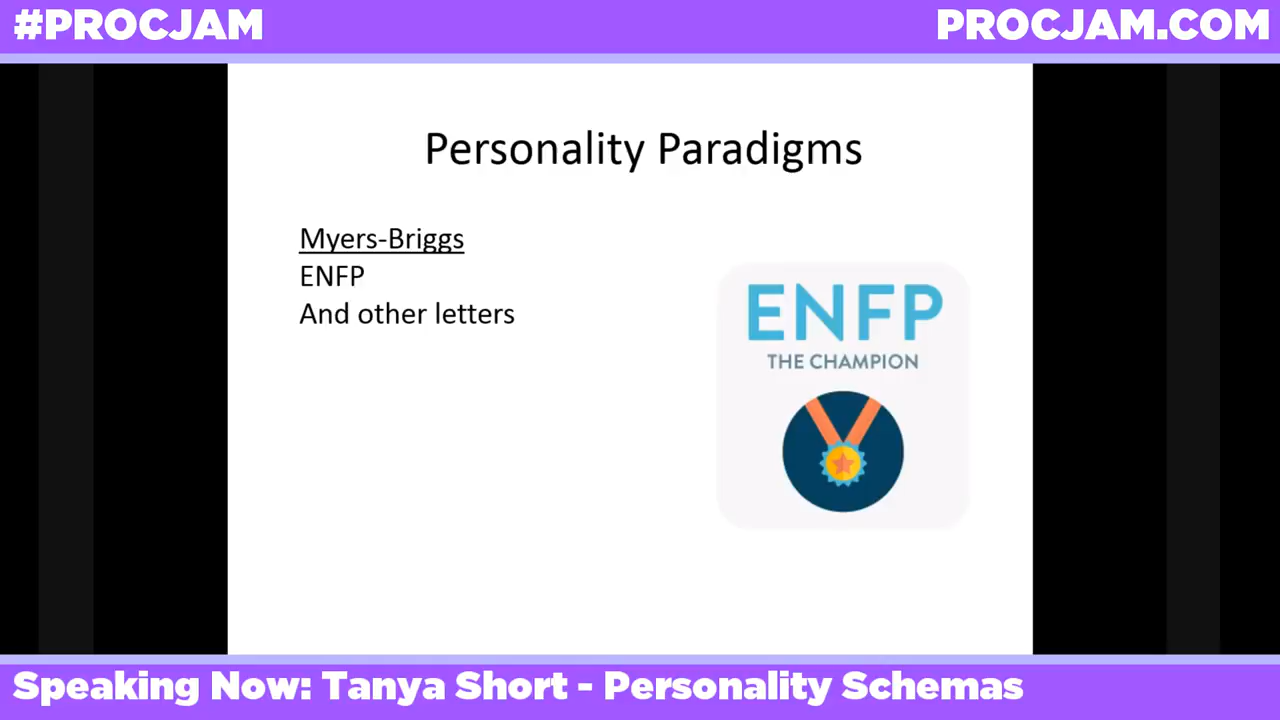 #PROCJAM
PROCJAM.COM
Personality Paradigms
Myers-Briggs
ENFP
And other letters
ENFP
THE CHAMPION
Speaking Now: Tanya Short - Personality Schemas